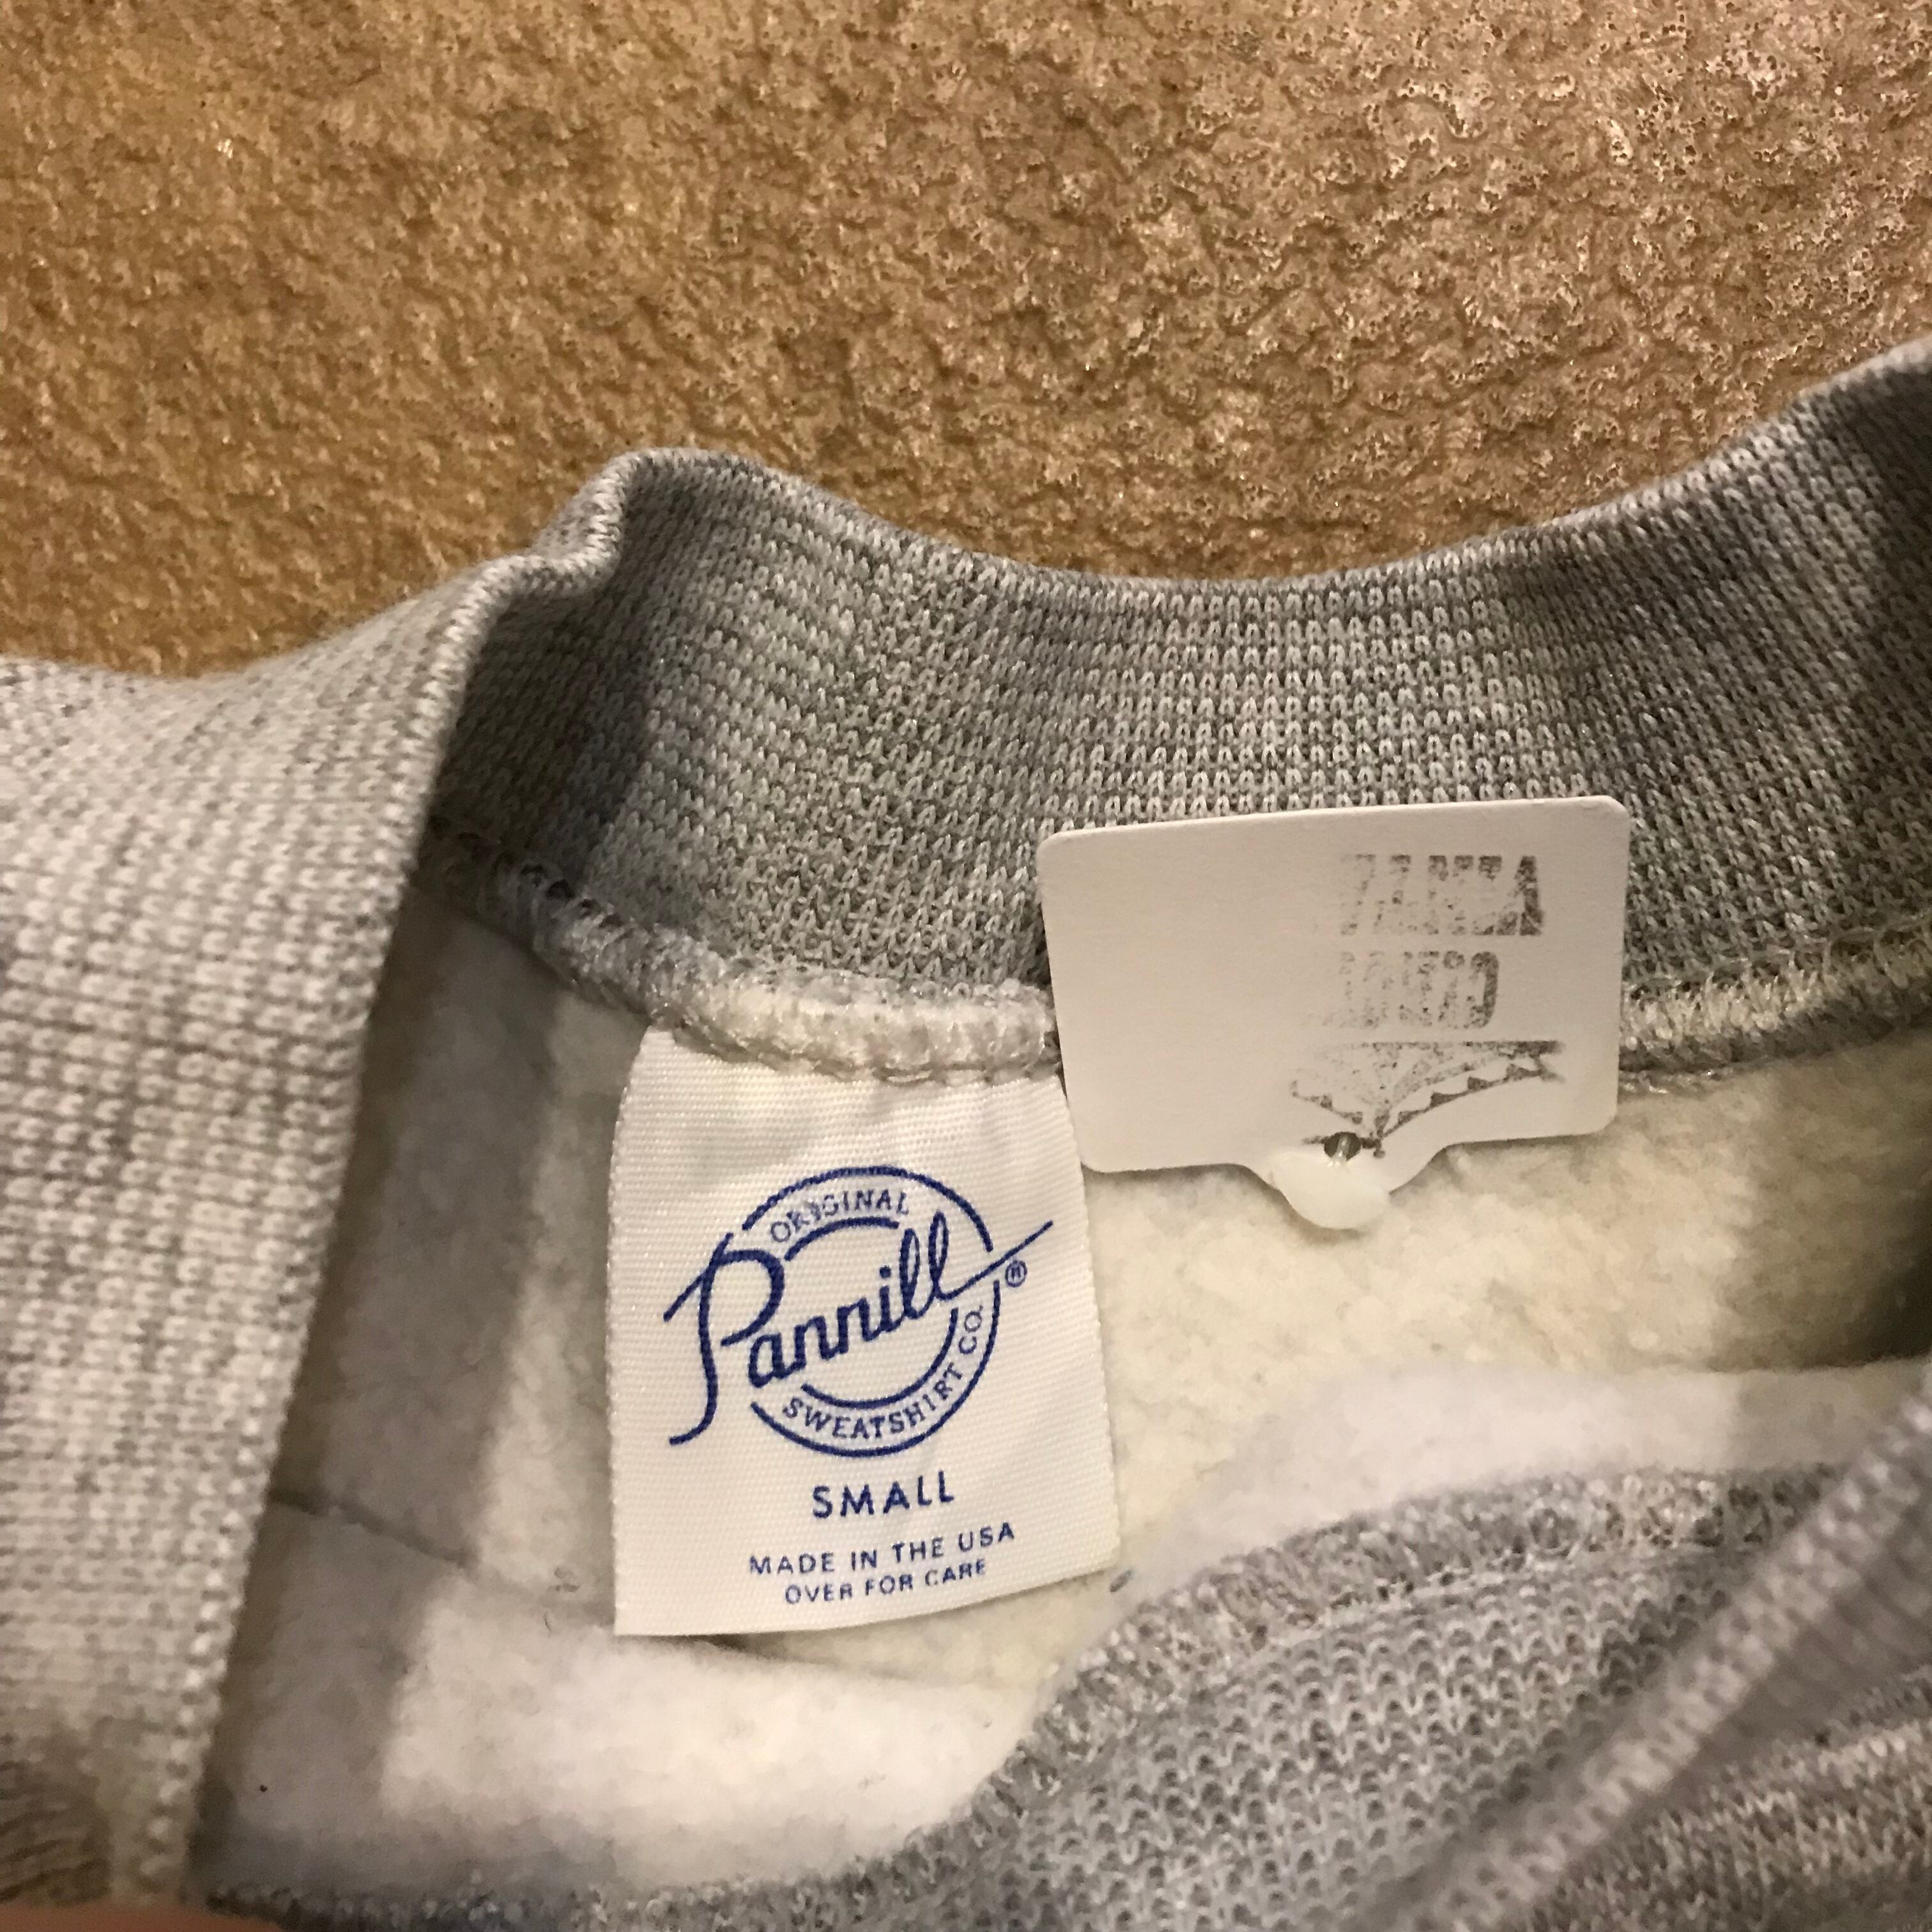 ORIGINAL
Pannill®
SWEATSHIRT CO.
SMALL
MADE IN THE USA
OVER FOR CARE